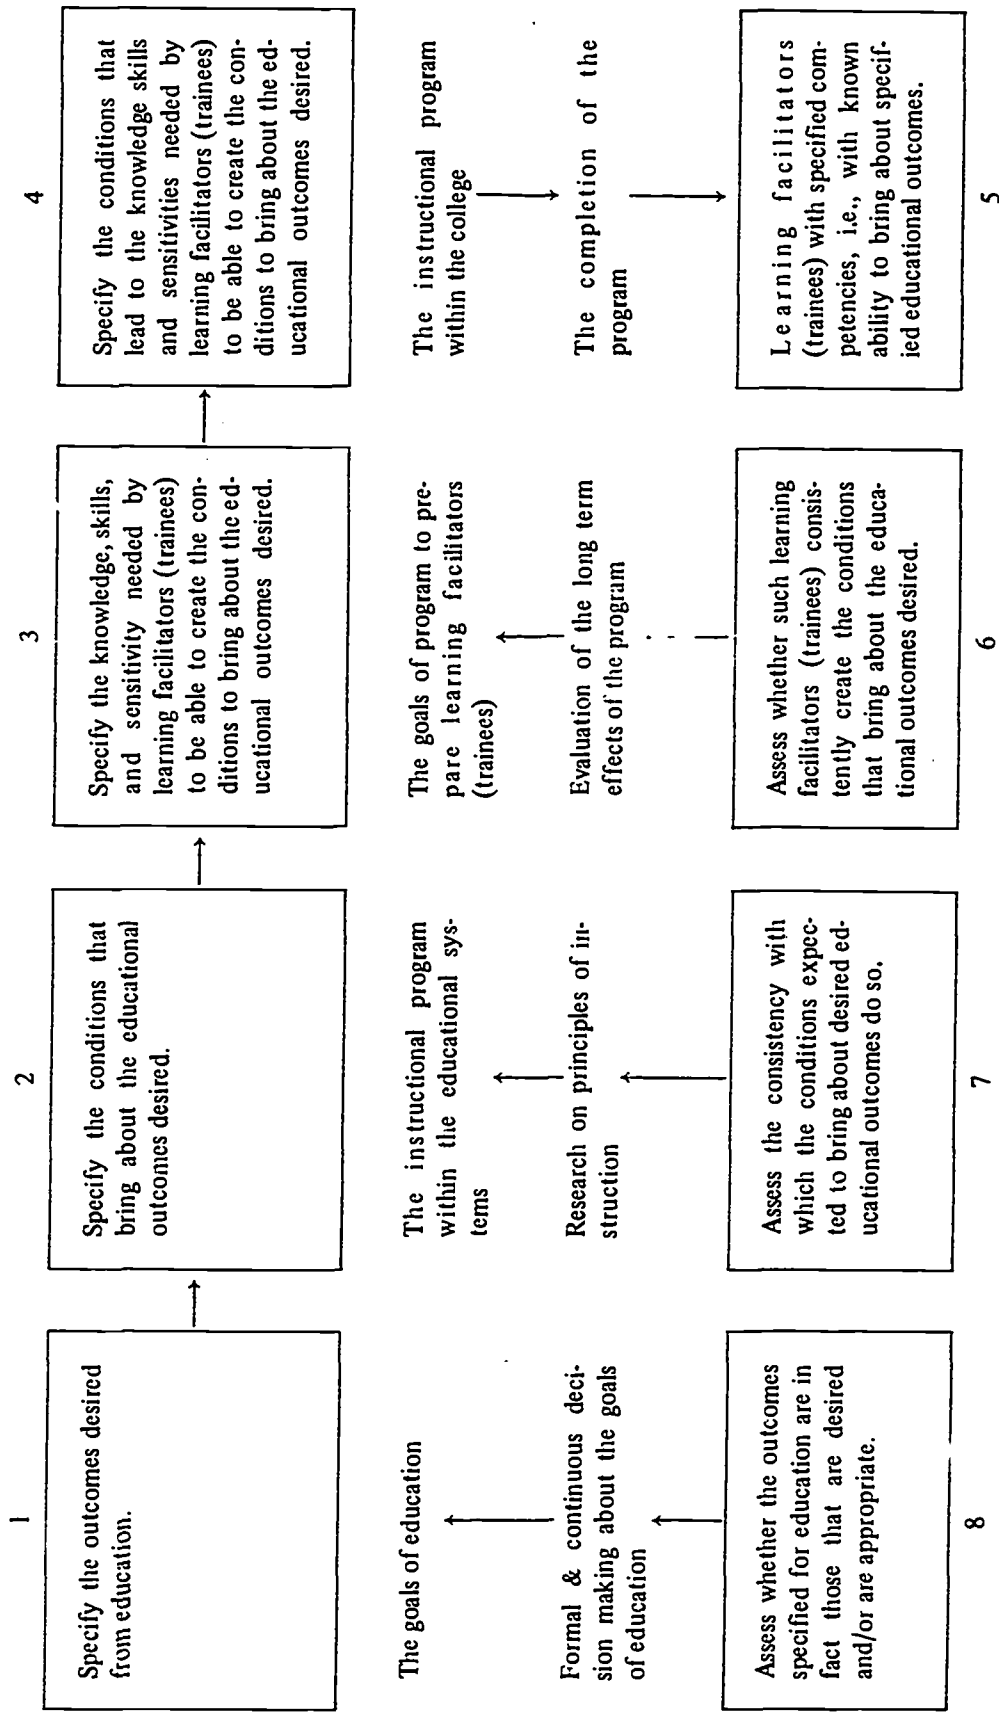 1
Specify the outcomes desired
from education.
2
Specify the conditions that
bring about the educational
outcomes desired.
3
Specify the knowledge, skills,
and sensitivity needed by
learning facilitators (trainees)
to be able to create the con-
ditions to bring about the ed-
ucational outcomes desired.
4
Specify the conditions that
lead to the knowledge skills
and sensitivities needed by
learning facilitators (trainees)
to be able to create the con-
ditions to bring about the ed-
ucational outcomes desired.
The goals of education
The instructional program
within the educational sys-
tems
The goals of program to pre-
pare learning facilitators
(trainees)
The instructional program
within the college
Formal & continuous deci-
sion making about the goals
of education
Research on principles of in-
struction
Evaluation of the long term
effects of the program
The completion of the
program
Assess whether the outcomes
specified for education are in
fact those that are desired
and/or are appropriate.
8
Assess the consistency with
which the conditions expec-
ted to bring about desired ed-
ucational outcomes do so.
7
Assess whether such learning
facilitators (trainees) consis-
tently create the conditions
that bring about the educa-
tional outcomes desired.
6
Learning facilitators
(trainees) with specified com-
petencies, i.e., with known
ability to bring about specif-
ied educational outcomes.
5